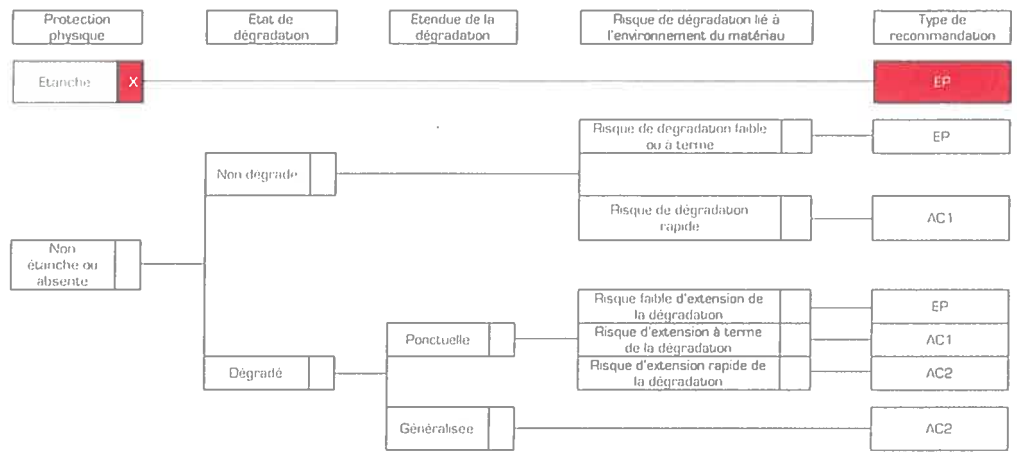 Protection
physique
Etat de
dégradation
Etendue de la
dégradation
Risque de dégradation lié à
l'environnement du matériau
Type de
recommandation
Etanche
X
EP
Risque de dégradation faible
ou à terme
EP
Non dégradé
Risque de dégradation
rapide
AC1
Non
étanche ou
absente
Risque faible d'extension de
la dégradation
EP
Ponctuelle
Risque d'extension à terme
de la dégradation
AC1
Dégradé
Risque d'extension rapide de
la dégradation
AC2
Généralisée
AC2